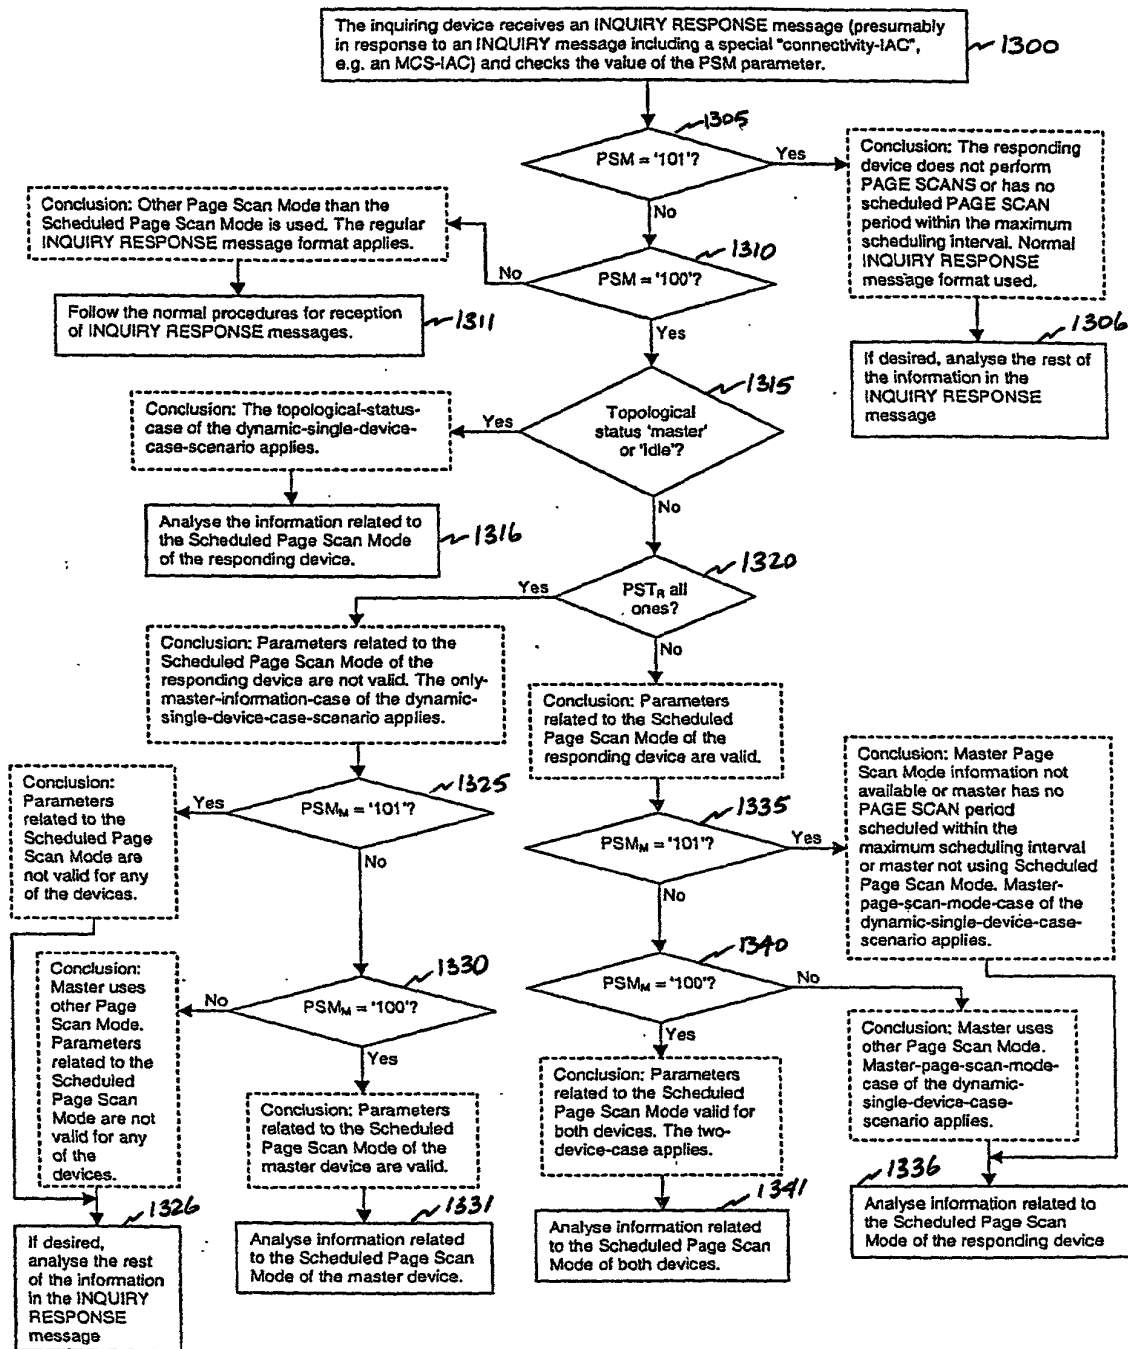 The inquiring device receives an INQUIRY RESPONSE message (presumably
in response to an INQUIRY message including a special "connectivity-IAC",
e.g. an MCS-IAC) and checks the value of the PSM parameter.
1300
1305
PSM = '101'?
Yes
No
Conclusion: The responding
device does not perform
PAGE SCANS or has no
scheduled PAGE SCAN
period within the maximum
scheduling interval. Normal
INQUIRY RESPONSE
message format used.
1306
If desired, analyse the rest of
the information in the
INQUIRY RESPONSE
message
Conclusion: Other Page Scan Mode than the
Scheduled Page Scan Mode is used. The regular
INQUIRY RESPONSE message format applies.
1310
PSM = '100'?
No
Yes
Follow the normal procedures for reception
of INQUIRY RESPONSE messages.
1311
1315
Topological
status 'master'
or 'idle'?
Yes
No
Conclusion: The topological-status-
case of the dynamic-single-device-
case-scenario applies.
Analyse the information related to
the Scheduled Page Scan Mode
of the responding device.
1316
1320
PSTR all
ones?
Yes
No
Conclusion: Parameters related to the
Scheduled Page Scan Mode of the
responding device are not valid. The only-
master-information-case of the dynamic-
single-device-case-scenario applies.
Conclusion: Parameters
related to the Scheduled
Page Scan Mode of the
responding device are valid.
1325
PSMM = '101'?
Yes
No
Conclusion:
Parameters
related to the
Scheduled Page
Scan Mode are
not valid for any
of the devices.
1335
PSMM = '101'?
Yes
No
Conclusion: Master Page
Scan Mode information not
available or master has no
PAGE SCAN period
scheduled within the
maximum scheduling interval
or master not using Scheduled
Page Scan Mode. Master-
page-scan-mode-case of the
dynamic-single-device-case-
scenario applies.
1330
PSMM = '100'?
No
Yes
Conclusion:
Master uses
other Page
Scan Mode.
Parameters
related to the
Scheduled
Page Scan
Mode are not
valid for any
of the
devices.
1340
PSMM = '100'?
No
Yes
Conclusion: Master uses
other Page Scan Mode.
Master-page-scan-mode-
case of the dynamic-
single-device-case-
scenario applies.
Conclusion: Parameters
related to the Scheduled
Page Scan Mode of the
master device are valid.
Conclusion: Parameters
related to the Scheduled
Page Scan Mode valid for
both devices. The two-
device-case applies.
1326
If desired,
analyse the rest
of the information
in the INQUIRY
RESPONSE
message
1331
Analyse information related
to the Scheduled Page Scan
Mode of the master device.
1341
Analyse information related
to the Scheduled Page Scan
Mode of both devices.
1336
Analyse information related to
the Scheduled Page Scan
Mode of the responding device